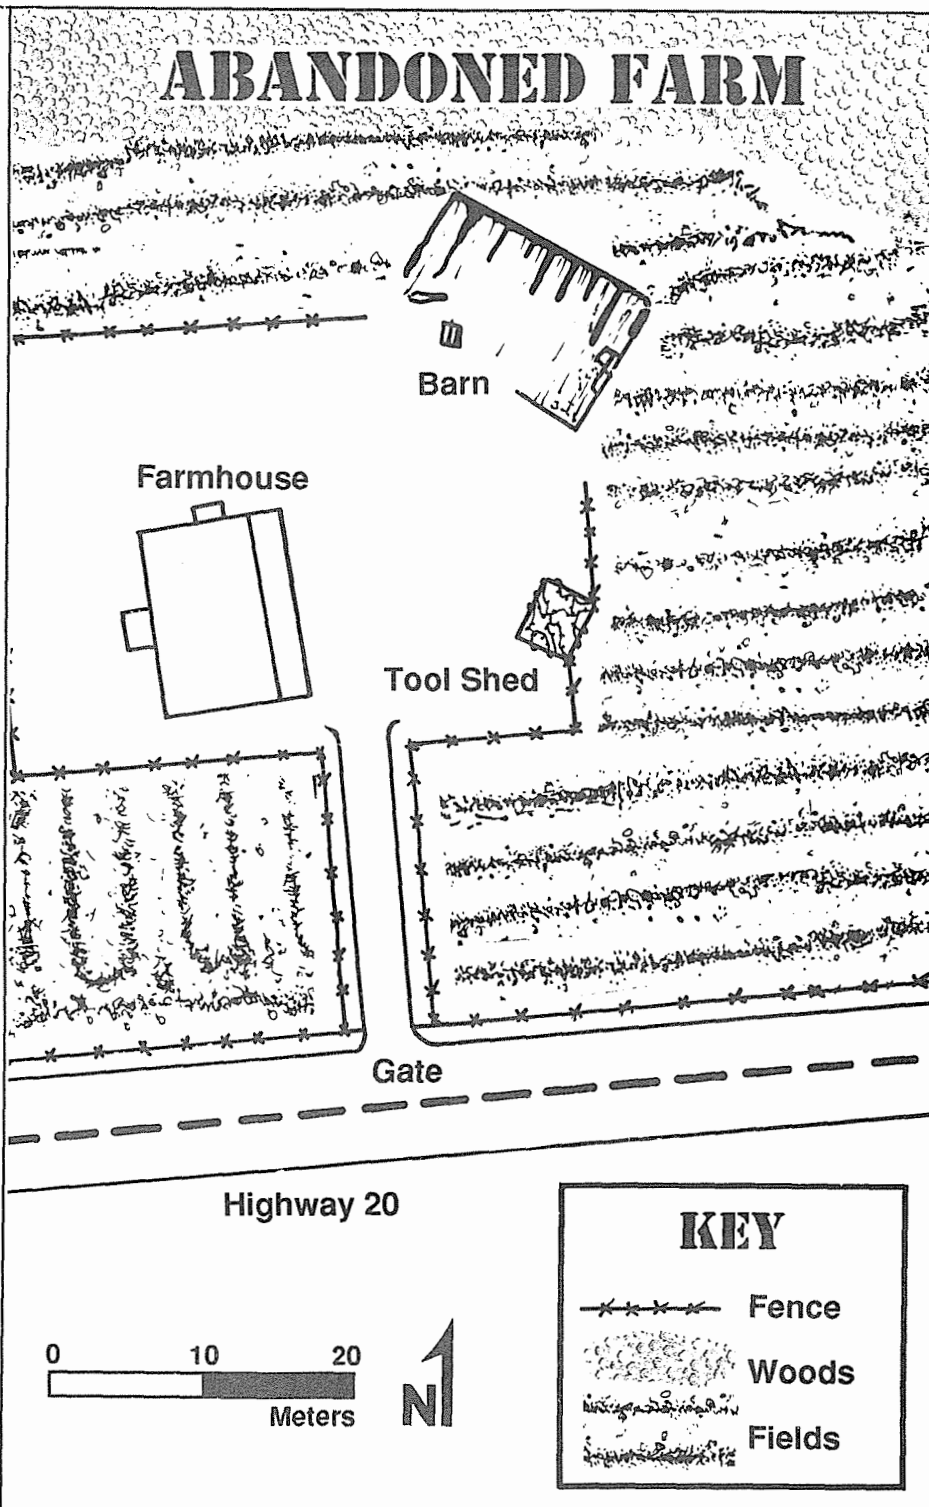 ABANDONED FARM
Barn
Farmhouse
Tool Shed
Gate
Highway 20
KEY
Fence
Woods
Fields
0 10 20
Meters
N